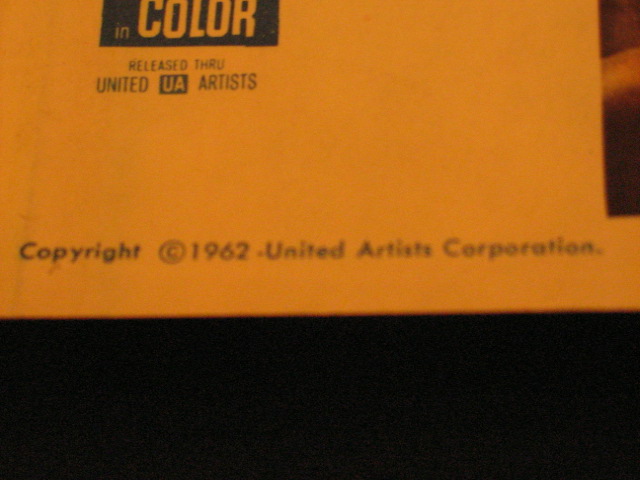 in COLOR
RELEASED THRU
UNITED UA ARTISTS
Copyright ©1962 - United Artists Corporation.